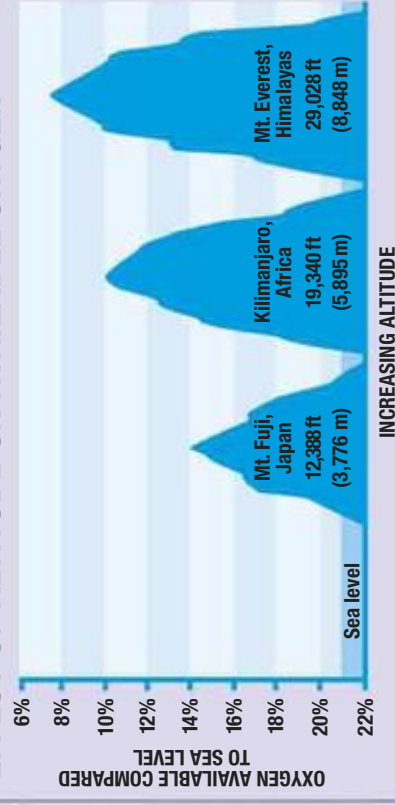 OXYGEN AVAILABLE COMPARED
TO SEA LEVEL
6%
8%
10%
12%
14%
16%
18%
20%
22%
Sea level
Mt. Fuji,
Japan
12,388 ft
(3,776 m)
Kilimanjaro,
Africa
19,340 ft
(5,895 m)
Mt. Everest,
Himalayas
29,028 ft
(8,848 m)
INCREASING ALTITUDE